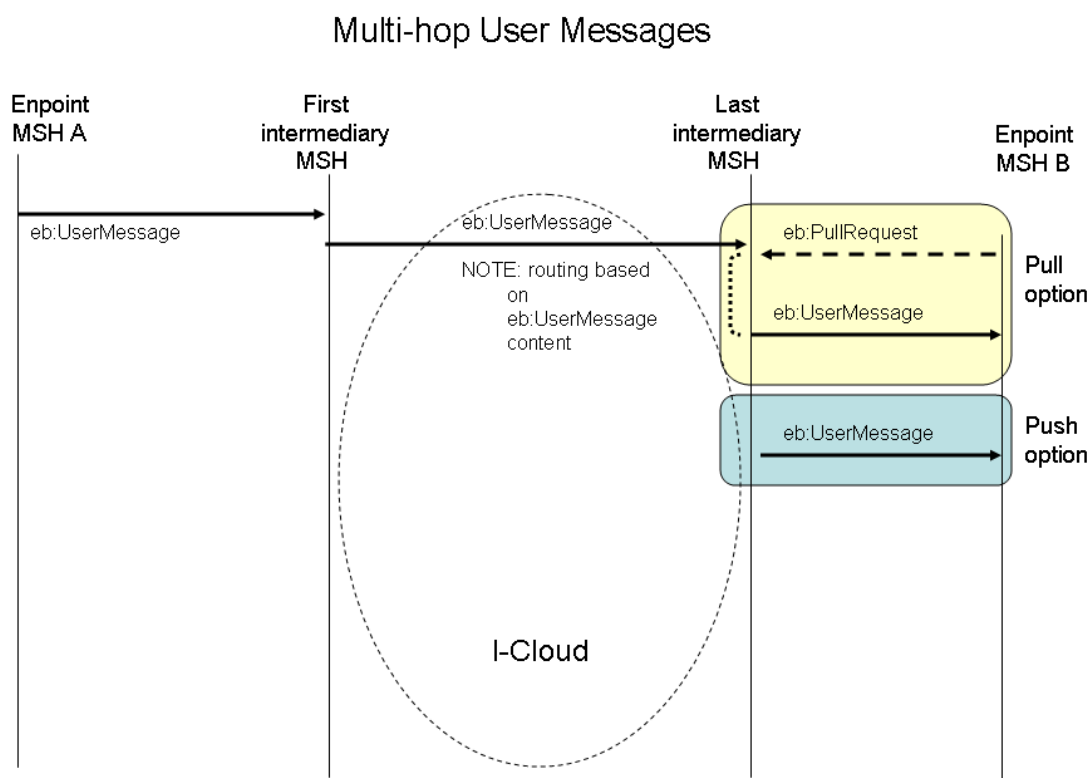 Multi-hop User Messages
Enpoint
MSH A
First
intermediary
MSH
Last
intermediary
MSH
Enpoint
MSH B
eb:UserMessage
eb:UserMessage
NOTE: routing based
on
eb:UserMessage
content
eb:PullRequest
eb:UserMessage
Pull
option
eb:UserMessage
Push
option
I-Cloud